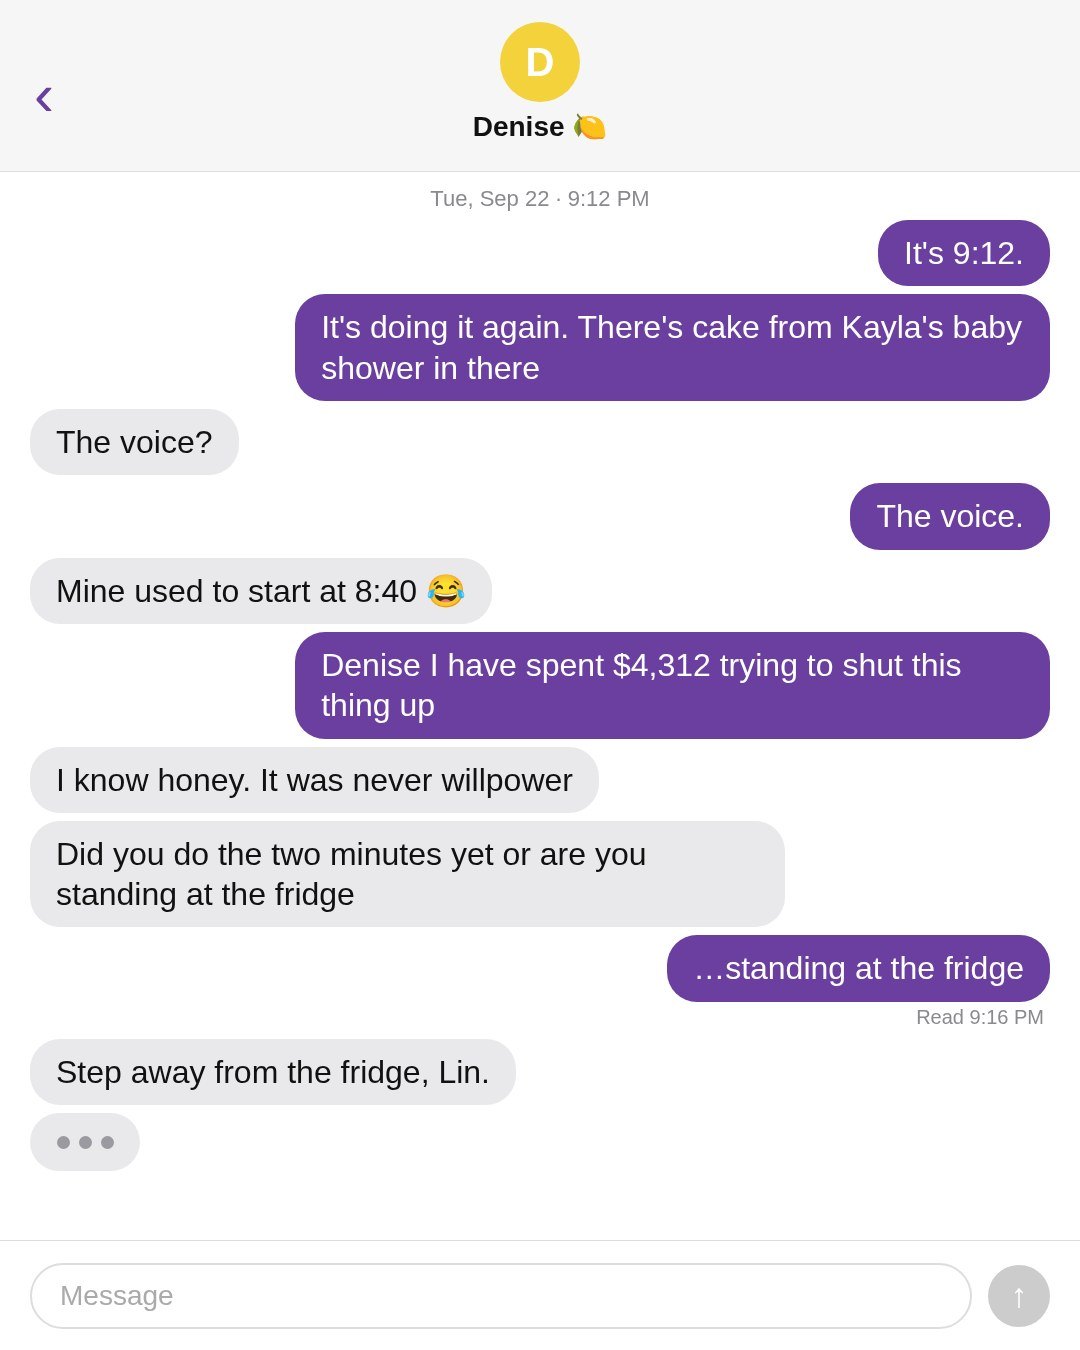 ‹
D
Denise 🍋
Tue, Sep 22 · 9:12 PM
It's 9:12.
It's doing it again. There's cake from Kayla's baby
shower in there
The voice?
The voice.
Mine used to start at 8:40 😂
Denise I have spent $4,312 trying to shut this
thing up
I know honey. It was never willpower
Did you do the two minutes yet or are you
standing at the fridge
…standing at the fridge
Read 9:16 PM
Step away from the fridge, Lin.
Message
↑